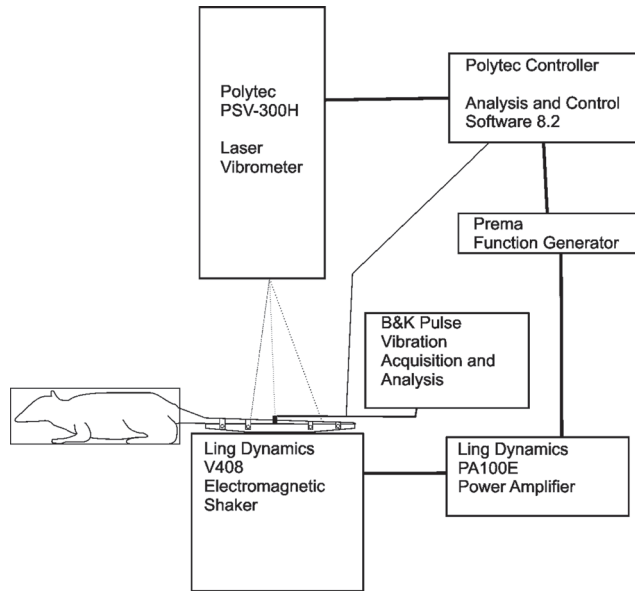 Polytec
PSV-300H
Laser
Vibrometer
Polytec Controller
Analysis and Control
Software 8.2
Prema
Function Generator
B&K Pulse
Vibration
Acquisition and
Analysis
Ling Dynamics
V408
Electromagnetic
Shaker
Ling Dynamics
PA100E
Power Amplifier